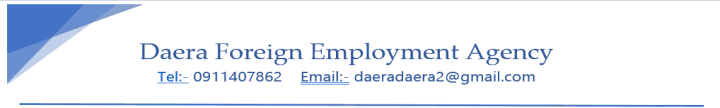 Daera Foreign Employment Agency
Tel:- 0911407862 Email:- daeradaera2@gmail.com